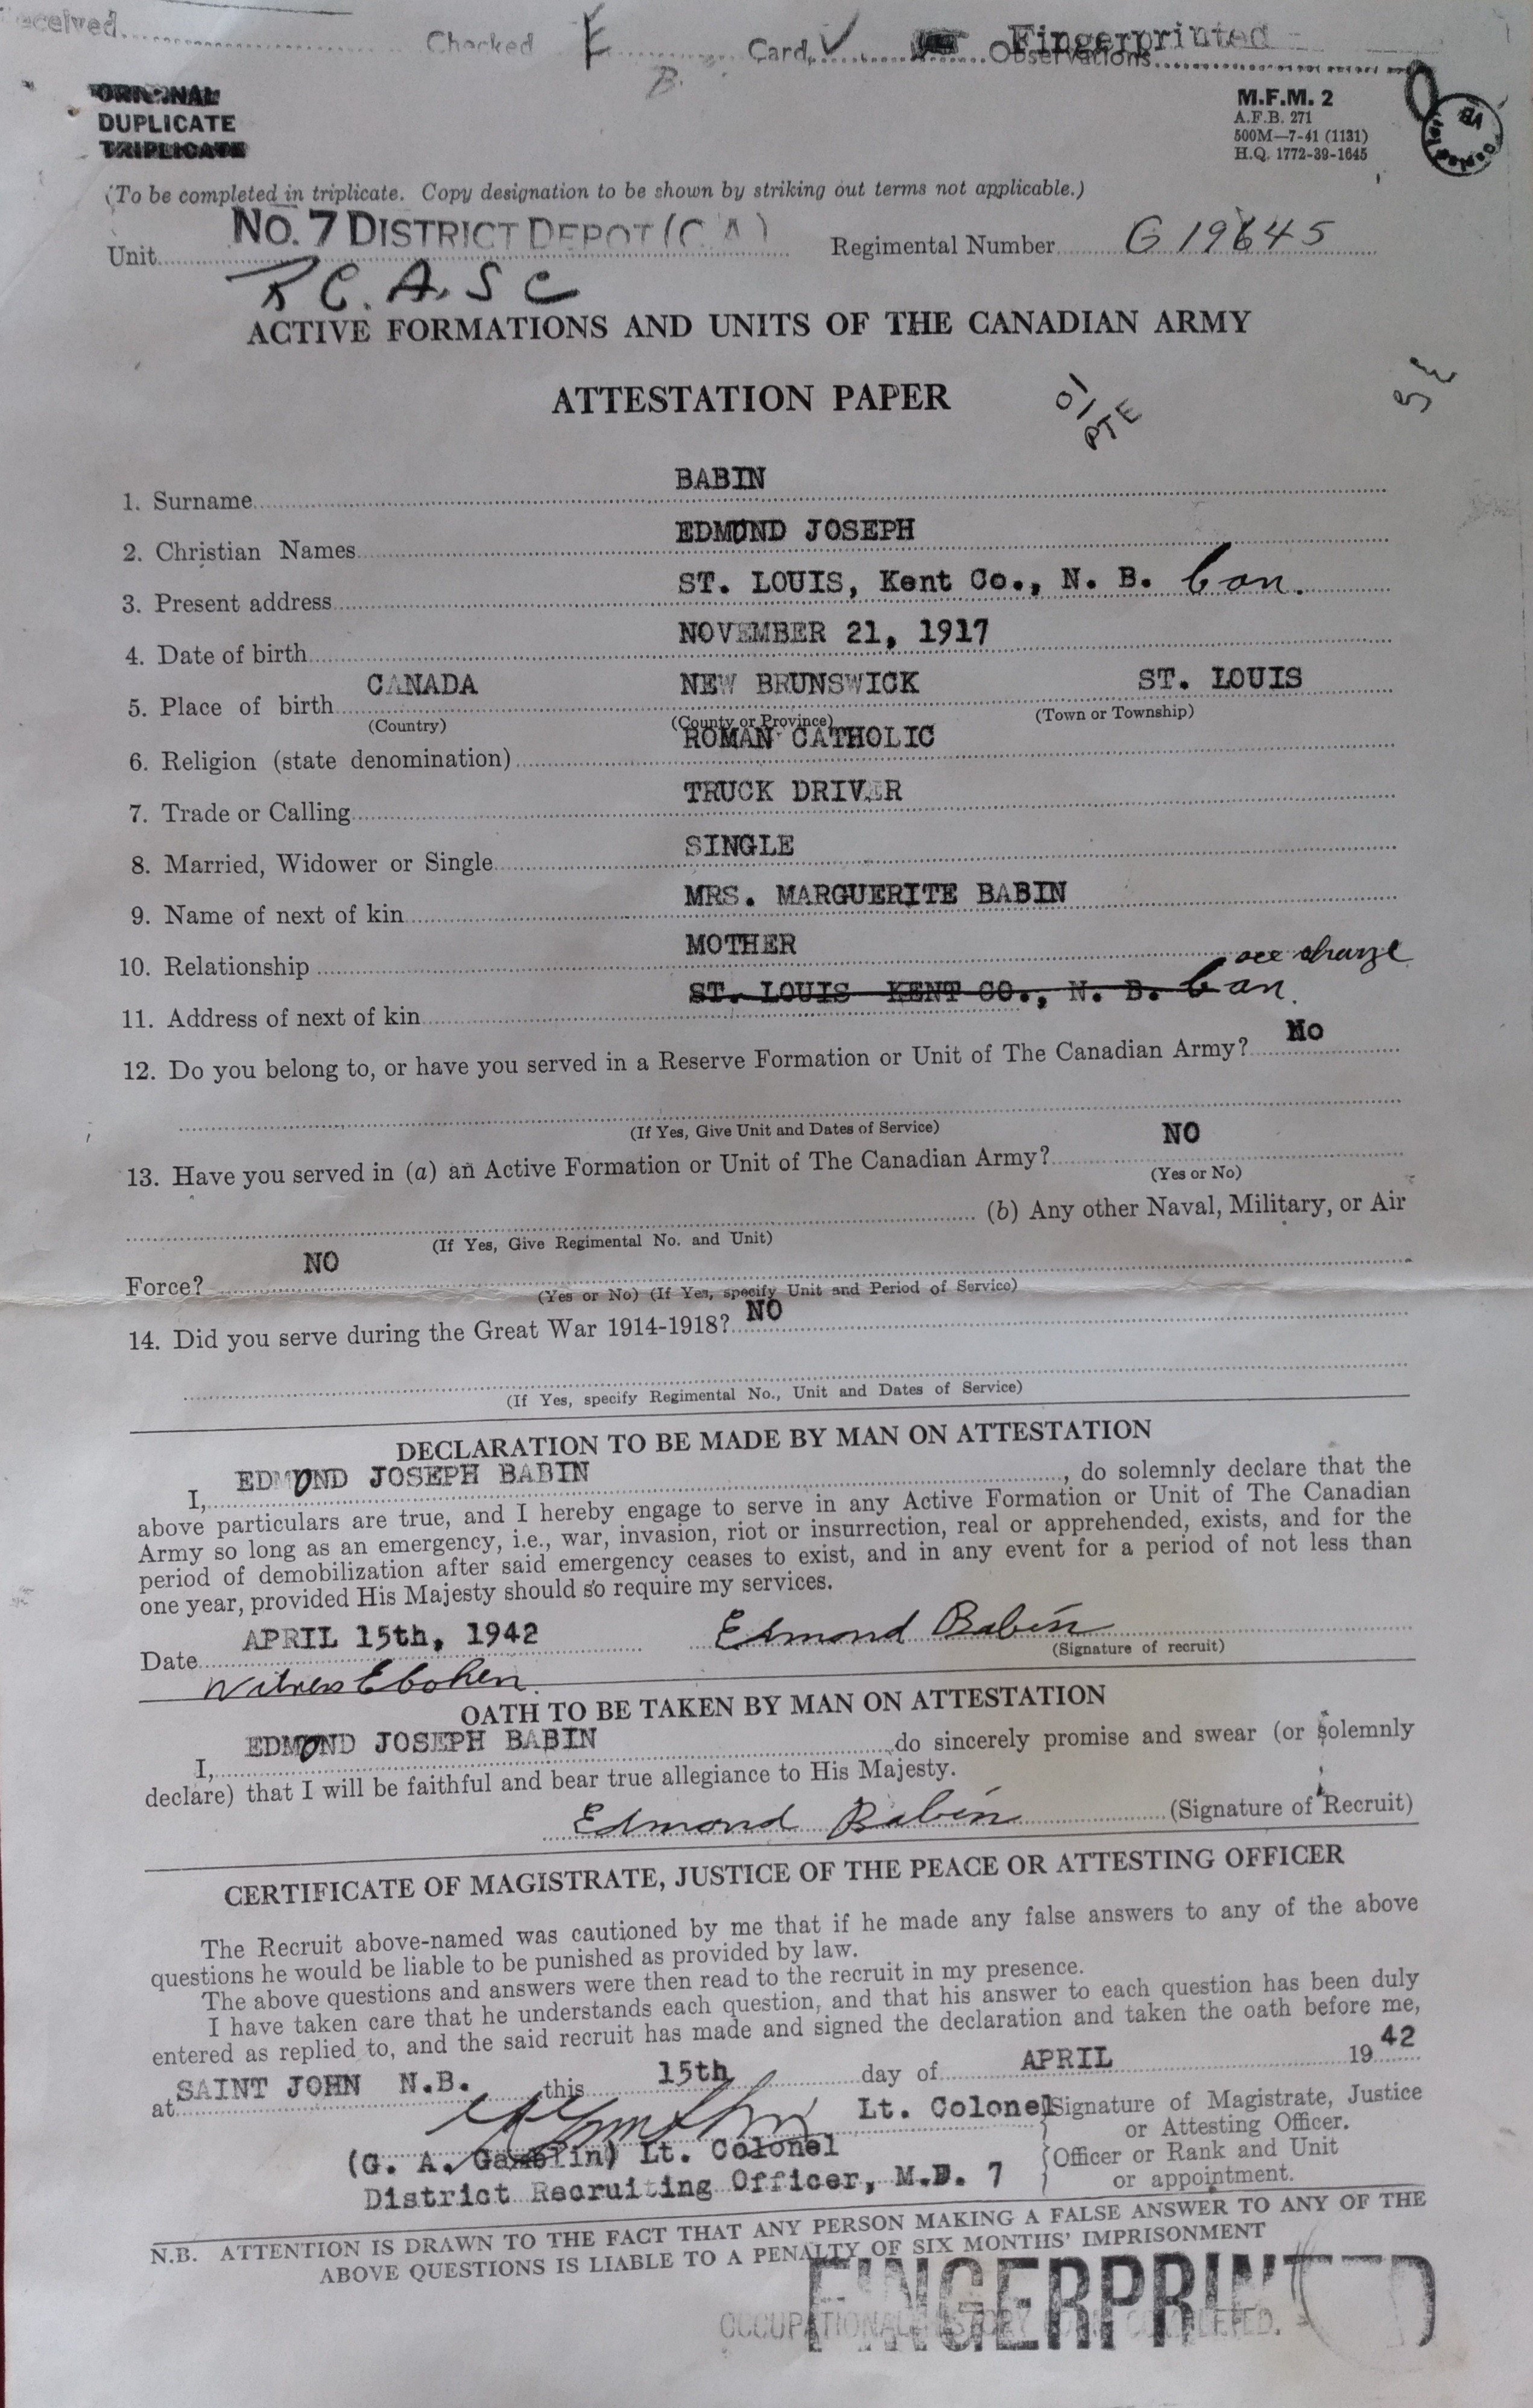 eceived
Checked
Card
Fingerprinted
Observations
ORIGINAL
DUPLICATE
TRIPLICATE
M.F.M. 2
A.F.B. 271
500M—7-41 (1131)
H.Q. 1772-39-1645
(To be completed in triplicate. Copy designation to be shown by striking out terms not applicable.)
Unit No. 7 DISTRICT DEPOT (C A) Regimental Number G 19645
R C. A. S C
ACTIVE FORMATIONS AND UNITS OF THE CANADIAN ARMY
ATTESTATION PAPER
01
PTE
1. Surname BABIN
2. Christian Names EDMOND JOSEPH
3. Present address ST. LOUIS, Kent Co., N. B. Can.
4. Date of birth NOVEMBER 21, 1917
5. Place of birth CANADA NEW BRUNSWICK ST. LOUIS
(Country) (County or Province) (Town or Township)
6. Religion (state denomination) ROMAN CATHOLIC
7. Trade or Calling TRUCK DRIVER
8. Married, Widower or Single SINGLE
9. Name of next of kin MRS. MARGUERITE BABIN
10. Relationship MOTHER
see change
11. Address of next of kin ST. LOUIS KENT CO., N. B. Can.
12. Do you belong to, or have you served in a Reserve Formation or Unit of The Canadian Army? No
(If Yes, Give Unit and Dates of Service)
13. Have you served in (a) an Active Formation or Unit of The Canadian Army? NO
(Yes or No)
(b) Any other Naval, Military, or Air
(If Yes, Give Regimental No. and Unit)
Force? NO
(Yes or No) (If Yes, specify Unit and Period of Service)
14. Did you serve during the Great War 1914-1918? NO
(If Yes, specify Regimental No., Unit and Dates of Service)
DECLARATION TO BE MADE BY MAN ON ATTESTATION
I, EDMOND JOSEPH BABIN, do solemnly declare that the
above particulars are true, and I hereby engage to serve in any Active Formation or Unit of The Canadian
Army so long as an emergency, i.e., war, invasion, riot or insurrection, real or apprehended, exists, and for the
period of demobilization after said emergency ceases to exist, and in any event for a period of not less than
one year, provided His Majesty should so require my services.
Date APRIL 15th, 1942 Edmond Babin
(Signature of recruit)
Witness
OATH TO BE TAKEN BY MAN ON ATTESTATION
I, EDMOND JOSEPH BABIN do sincerely promise and swear (or solemnly
declare) that I will be faithful and bear true allegiance to His Majesty.
Edmond Babin (Signature of Recruit)
CERTIFICATE OF MAGISTRATE, JUSTICE OF THE PEACE OR ATTESTING OFFICER
The Recruit above-named was cautioned by me that if he made any false answers to any of the above
questions he would be liable to be punished as provided by law.
The above questions and answers were then read to the recruit in my presence.
I have taken care that he understands each question, and that his answer to each question has been duly
entered as replied to, and the said recruit has made and signed the declaration and taken the oath before me,
at SAINT JOHN N.B. this 15th day of APRIL 1942
Lt. Colonel Signature of Magistrate, Justice
or Attesting Officer.
(G. A. Gamblin) Lt. Colonel Officer or Rank and Unit
District Recruiting Officer, M.D. 7 or appointment.
N.B. ATTENTION IS DRAWN TO THE FACT THAT ANY PERSON MAKING A FALSE ANSWER TO ANY OF THE
ABOVE QUESTIONS IS LIABLE TO A PENALTY OF SIX MONTHS' IMPRISONMENT
FINGERPRINTED
OCCUPATIONAL HISTORY COMPLETED.